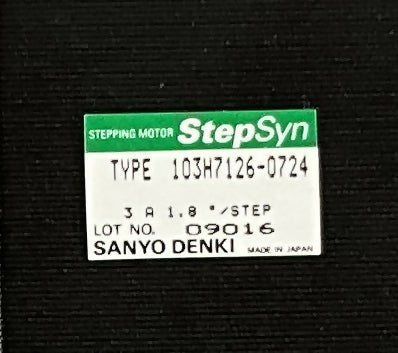 STEPPING MOTOR StepSyn
TYPE 103H7126-0724
3 A 1.8 °/STEP
LOT NO. 09016
SANYO DENKI MADE IN JAPAN